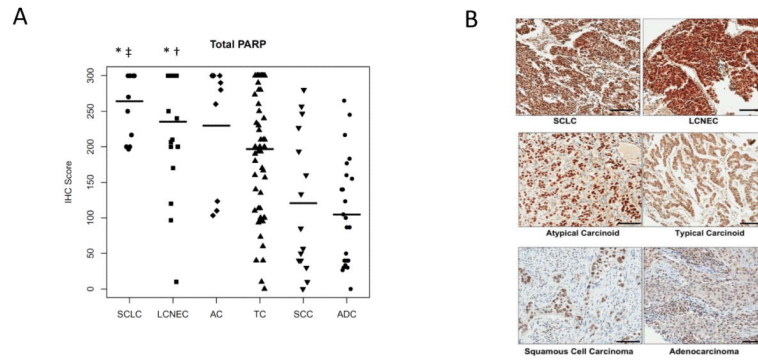 A
B
Total PARP
* ‡
* †
IHC Score
300
250
200
150
100
50
0
SCLC LCNEC AC TC SCC ADC
SCLC LCNEC
Atypical Carcinoid Typical Carcinoid
Squamous Cell Carcinoma Adenocarcinoma